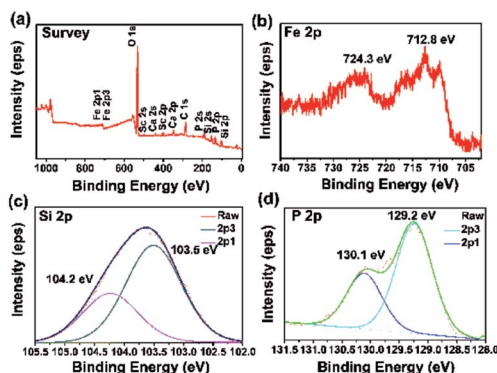 (a)
Survey
O 1s
Fe 2p1
Fe 2p3
Sc 2s
Ca 2s
Sc 2p
Ca 2p
C 1s
P 2s
Si 2s
P 2p
Si 2p
Intensity (eps)
1000 800 600 400 200 0
Binding Energy (eV)
(b)
Fe 2p
712.8 eV
724.3 eV
Intensity (eps)
740 730 720 710 702
Binding Energy (eV)
(c)
Si 2p
Raw
2p3
2p1
103.5 eV
104.2 eV
Intensity (eps)
105.5 105.0 104.5 104.0 103.5 103.0 102.5 102.0
Binding Energy (eV)
(d)
P 2p
129.2 eV
Raw
2p3
2p1
130.1 eV
Intensity (eps)
131.5 131.0 130.5 130.0 129.5 129.0 128.5 128.0
Binding Energy (eV)